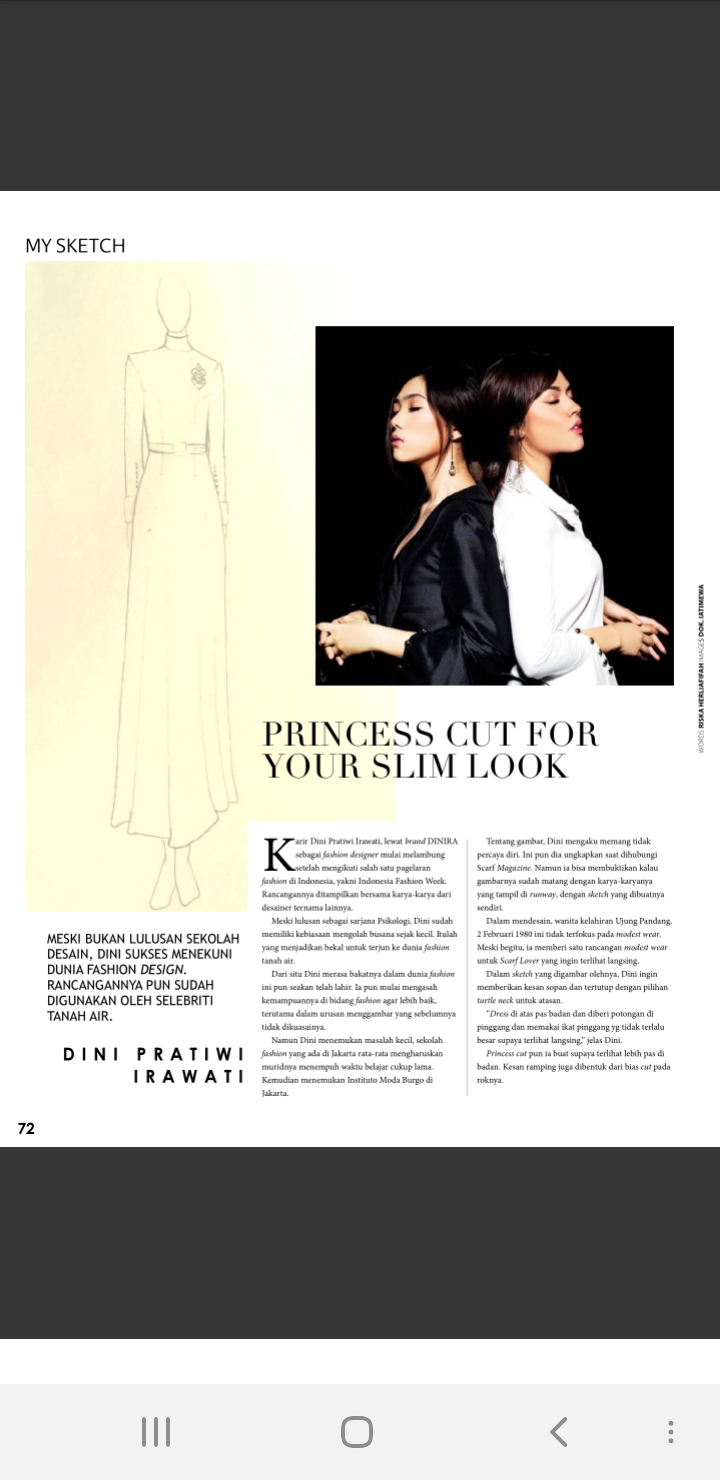 MY SKETCH
WORDS RISKA HERLIAFIFAH IMAGES DOK. IATIMEWA
PRINCESS CUT FOR
YOUR SLIM LOOK
MESKI BUKAN LULUSAN SEKOLAH
DESAIN, DINI SUKSES MENEKUNI
DUNIA FASHION DESIGN.
RANCANGANNYA PUN SUDAH
DIGUNAKAN OLEH SELEBRITI
TANAH AIR.
DINI PRATIWI
IRAWATI
Karir Dini Pratiwi Irawati, lewat brand DINIRA
sebagai fashion designer mulai melambung
setelah mengikuti salah satu pagelaran
fashion di Indonesia, yakni Indonesia Fashion Week.
Rancangannya ditampilkan bersama karya-karya dari
desainer ternama lainnya.
Meski lulusan sebagai sarjana Psikologi, Dini sudah
memiliki kebiasaan mengolah busana sejak kecil. Itulah
yang menjadikan bekal untuk terjun ke dunia fashion
tanah air.
Dari situ Dini merasa bakatnya dalam dunia fashion
ini pun seakan telah lahir. Ia pun mulai mengasah
kemampuannya di bidang fashion agar lebih baik,
terutama dalam urusan menggambar yang sebelumnya
tidak dikuasainya.
Namun Dini menemukan masalah kecil, sekolah
fashion yang ada di Jakarta rata-rata mengharuskan
muridnya menempuh waktu belajar cukup lama.
Kemudian menemukan Instituto Moda Burgo di
Jakarta.
Tentang gambar, Dini mengaku memang tidak
percaya diri. Ini pun dia ungkapkan saat dihubungi
Scarf Magazine. Namun ia bisa membuktikan kalau
gambarnya sudah matang dengan karya-karyanya
yang tampil di runway, dengan sketch yang dibuatnya
sendiri.
Dalam mendesain, wanita kelahiran Ujung Pandang,
2 Februari 1980 ini tidak terfokus pada modest wear.
Meski begitu, ia memberi satu rancangan modest wear
untuk Scarf Lover yang ingin terlihat langsing.
Dalam sketch yang digambar olehnya, Dini ingin
memberikan kesan sopan dan tertutup dengan pilihan
turtle neck untuk atasan.
"Dress di atas pas badan dan diberi potongan di
pinggang dan memakai ikat pinggang yg tidak terlalu
besar supaya terlihat langsing," jelas Dini.
Princess cut pun ia buat supaya terlihat lebih pas di
badan. Kesan ramping juga dibentuk dari bias cut pada
roknya.
72